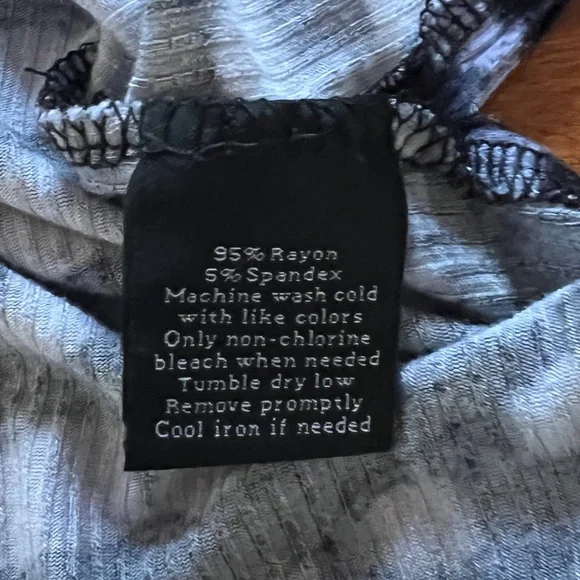 95% Rayon
5% Spandex
Machine wash cold
with like colors
Only non-chlorine
bleach when needed
Tumble dry low
Remove promptly
Cool iron if needed